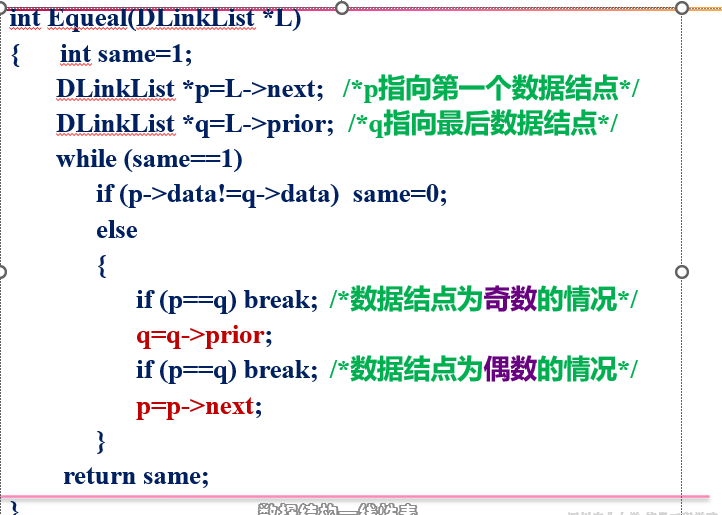 int Equeal(DLinkList *L)
{ int same=1;
DLinkList *p=L->next; /*p指向第一个数据结点*/
DLinkList *q=L->prior; /*q指向最后数据结点*/
while (same==1)
if (p->data!=q->data) same=0;
else
{
if (p==q) break; /*数据结点为奇数的情况*/
q=q->prior;
if (p==q) break; /*数据结点为偶数的情况*/
p=p->next;
}
return same;
}